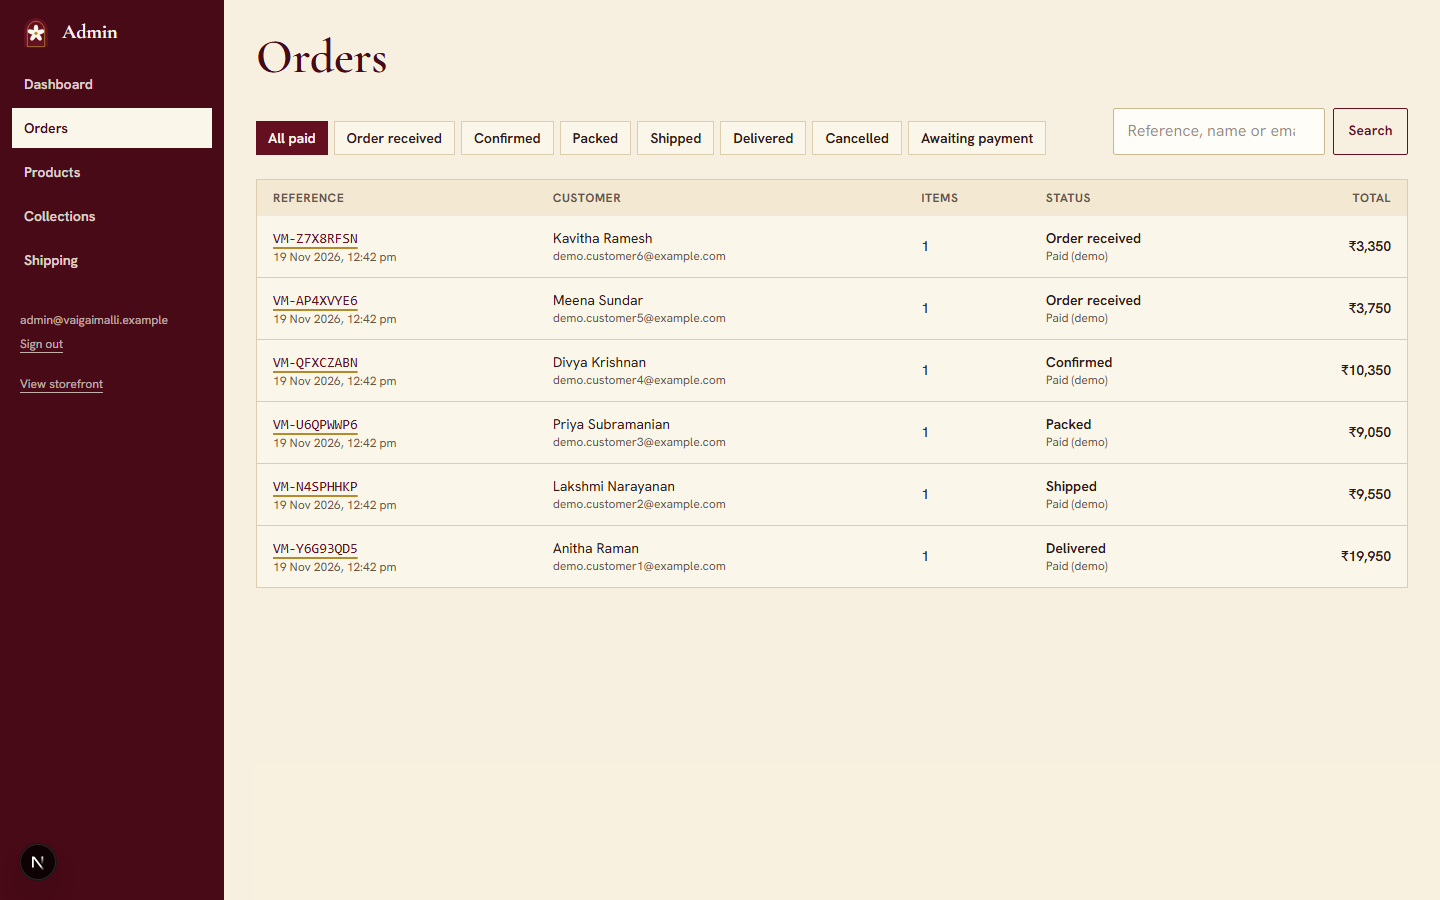 Admin
Dashboard
Orders
Products
Collections
Shipping
admin@vaigaimalli.example
Sign out
View storefront
N
Orders
All paid Order received Confirmed Packed Shipped Delivered Cancelled Awaiting payment
Reference, name or ema
Search
REFERENCE CUSTOMER ITEMS STATUS TOTAL
VM-Z7X8RFSN Kavitha Ramesh 1 Order received ₹3,350
19 Nov 2026, 12:42 pm demo.customer6@example.com Paid (demo)
VM-AP4XVYE6 Meena Sundar 1 Order received ₹3,750
19 Nov 2026, 12:42 pm demo.customer5@example.com Paid (demo)
VM-QFXCZABN Divya Krishnan 1 Confirmed ₹10,350
19 Nov 2026, 12:42 pm demo.customer4@example.com Paid (demo)
VM-U6QPWWP6 Priya Subramanian 1 Packed ₹9,050
19 Nov 2026, 12:42 pm demo.customer3@example.com Paid (demo)
VM-N4SPHHKP Lakshmi Narayanan 1 Shipped ₹9,550
19 Nov 2026, 12:42 pm demo.customer2@example.com Paid (demo)
VM-Y6G93QD5 Anitha Raman 1 Delivered ₹19,950
19 Nov 2026, 12:42 pm demo.customer1@example.com Paid (demo)